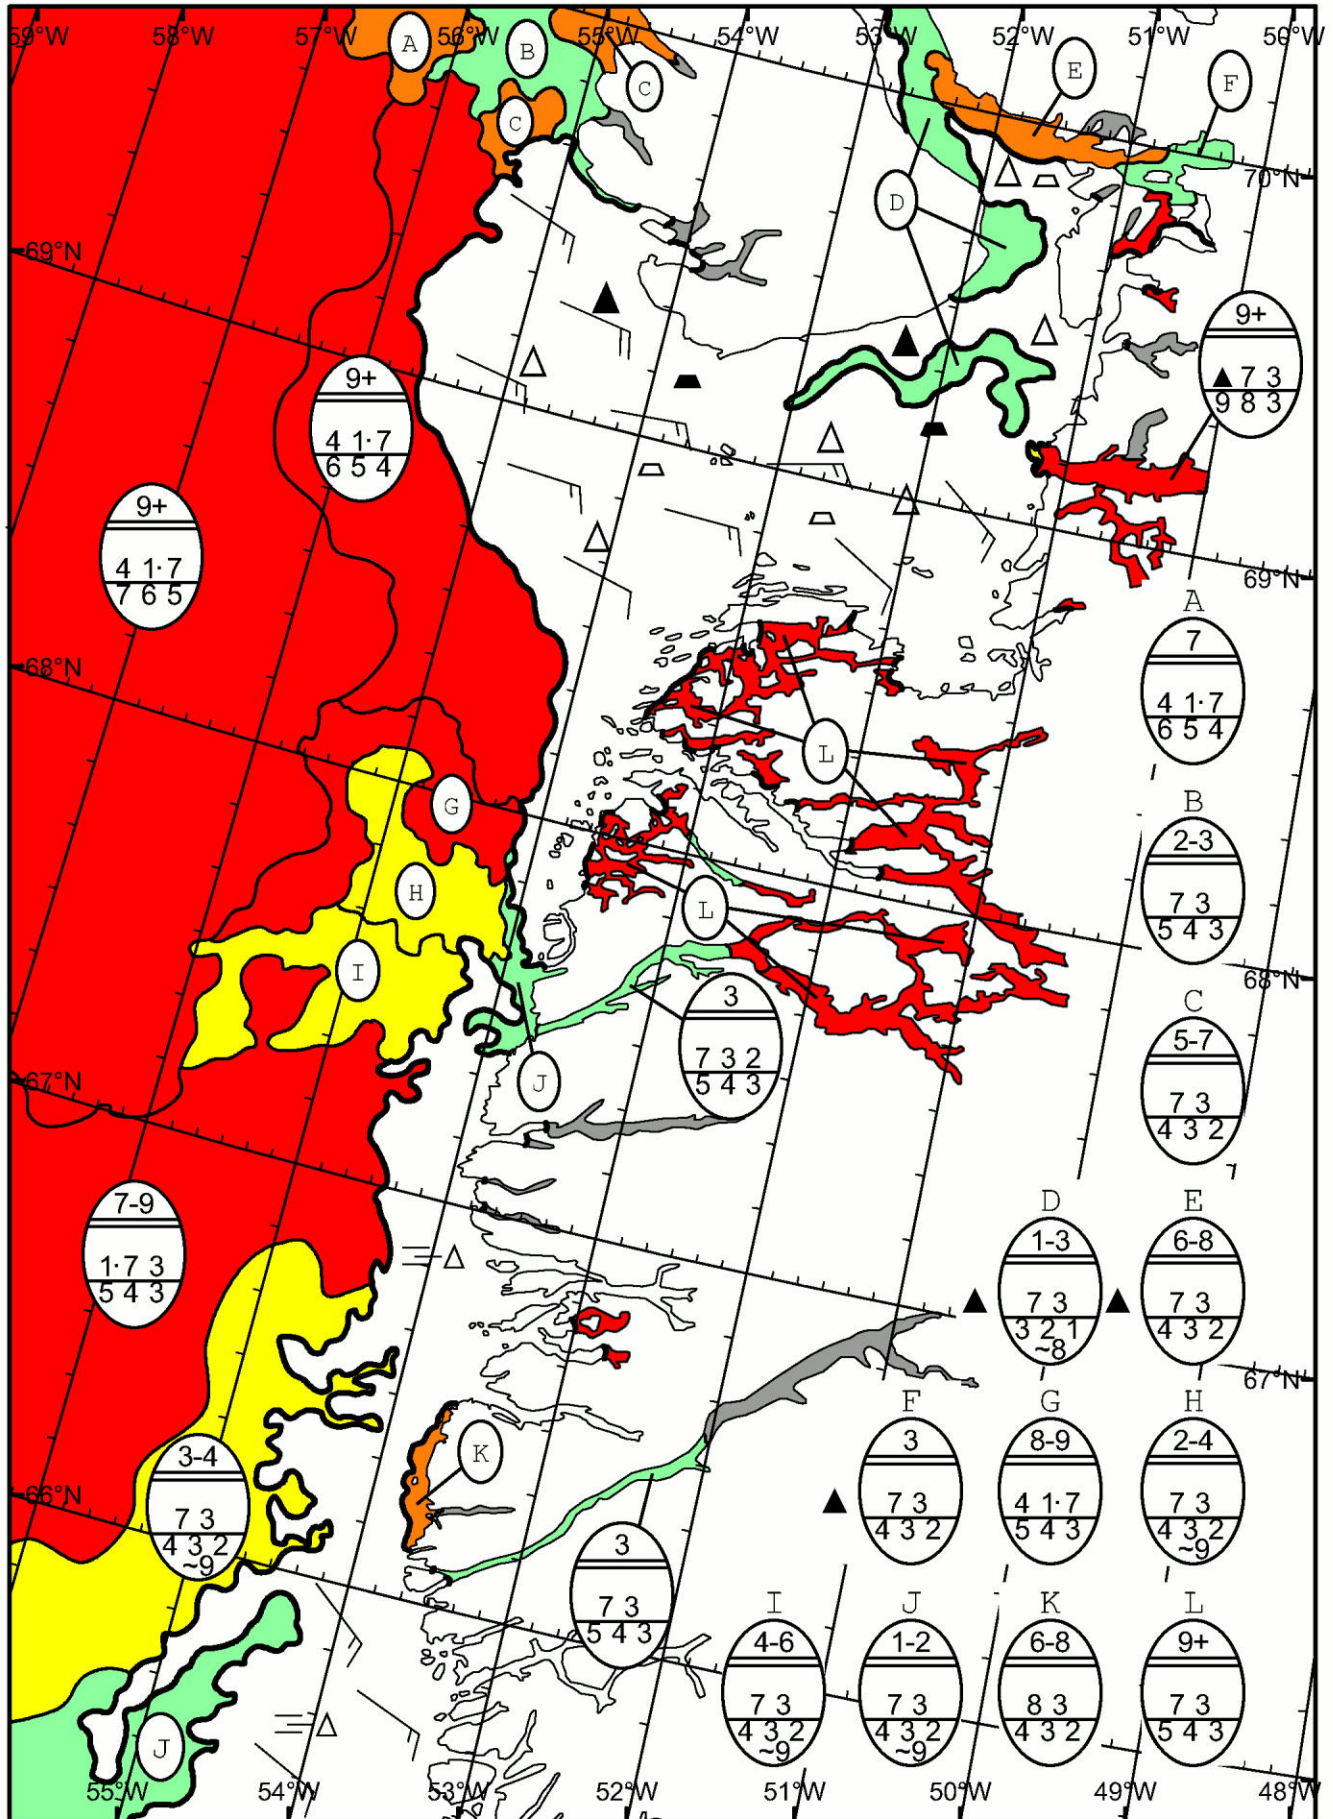 59°W 58°W 57°W 56°W 55°W 54°W 53°W 52°W 51°W 50°W
A
B
C
C
E
F
D
70°N
69°N
9+
▲ 7 3
9 8 3
9+
4 1·7
6 5 4
9+
4 1·7
7 6 5
69°N
68°N
L
G
H
L
I
68°N
3
7 3 2
5 4 3
J
67°N
7-9
1·7 3
5 4 3
67°N
K
66°N
3-4
7 3
4 3 2
~9
3
7 3
5 4 3
J
A
7
4 1·7
6 5 4
B
2-3
7 3
5 4 3
C
5-7
7 3
4 3 2
D
1-3
▲ 7 3
3 2 1
~8
E
6-8
▲ 7 3
4 3 2
F
3
▲ 7 3
4 3 2
G
8-9
4 1·7
5 4 3
H
2-4
7 3
4 3 2
~9
I
4-6
7 3
4 3 2
~9
J
1-2
7 3
4 3 2
~9
K
6-8
8 3
4 3 2
L
9+
7 3
5 4 3
55°W 54°W 53°W 52°W 51°W 50°W 49°W 48°W